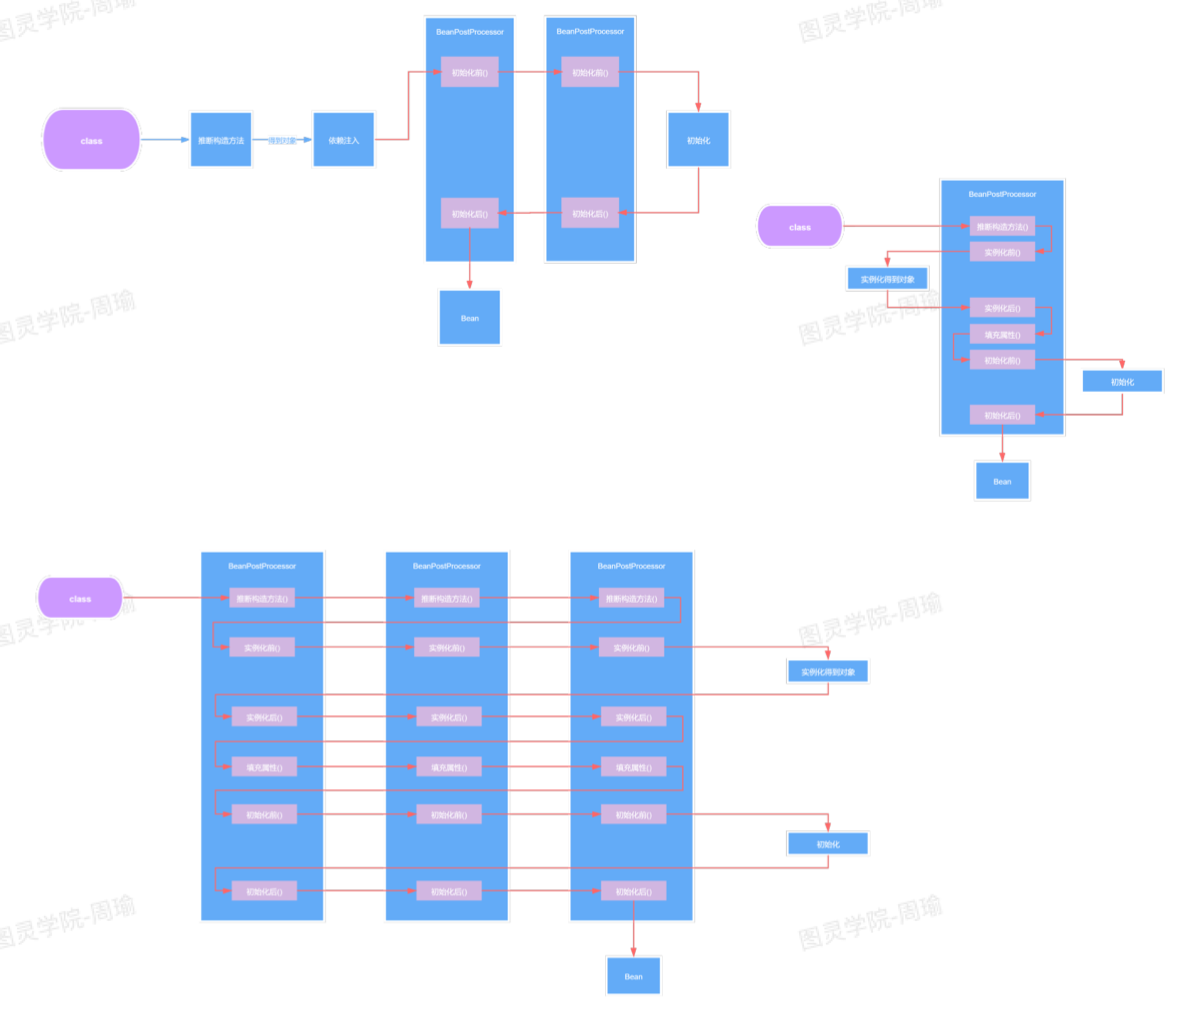 图灵学院-周瑜
图灵学院-周瑜
BeanPostProcessor
BeanPostProcessor
初始化前()
初始化前()
class
推断构造方法
得到对象
依赖注入
初始化
初始化后()
初始化后()
Bean
BeanPostProcessor
class
推断构造方法()
实例化前()
实例化得到对象
实例化后()
填充属性()
初始化前()
初始化
初始化后()
Bean
图灵学院-周瑜
图灵学院-周瑜
BeanPostProcessor
BeanPostProcessor
BeanPostProcessor
class
推断构造方法()
推断构造方法()
推断构造方法()
图灵学院-周瑜
图灵学院-周瑜
实例化前()
实例化前()
实例化前()
实例化得到对象
实例化后()
实例化后()
实例化后()
填充属性()
填充属性()
填充属性()
初始化前()
初始化前()
初始化前()
初始化
初始化后()
初始化后()
初始化后()
图灵学院-周瑜
图灵学院-周瑜
Bean